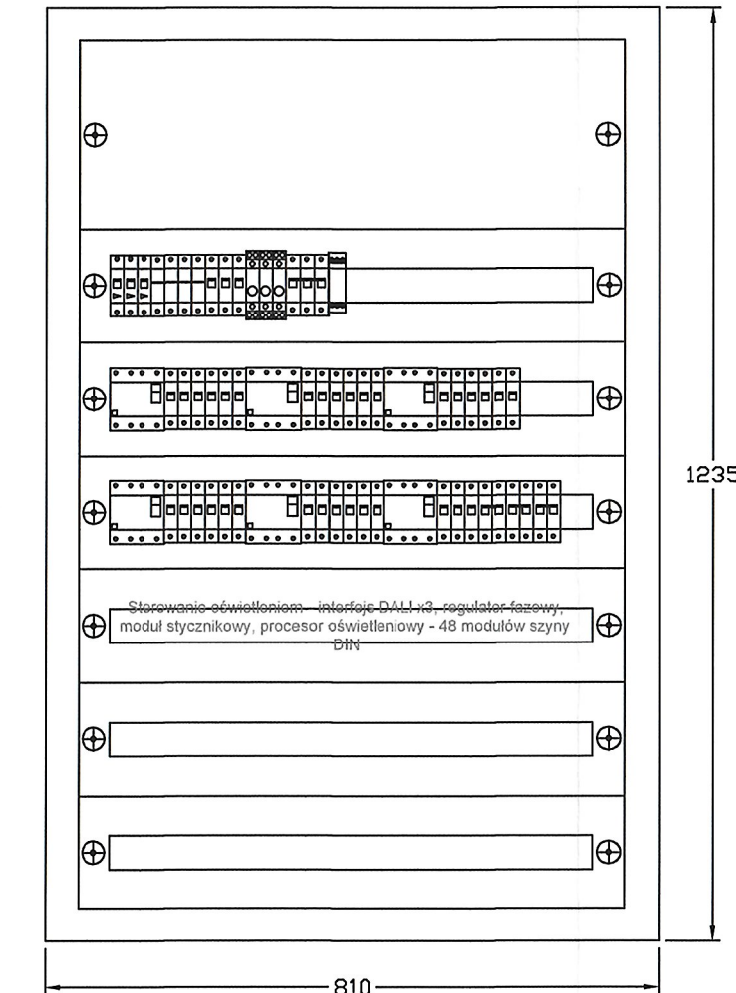 1235
Sterowanie oświetleniem - interfejs DALI x3, regulator fazowy,
moduł stycznikowy, procesor oświetleniowy - 48 modułów szyny
DIN
810